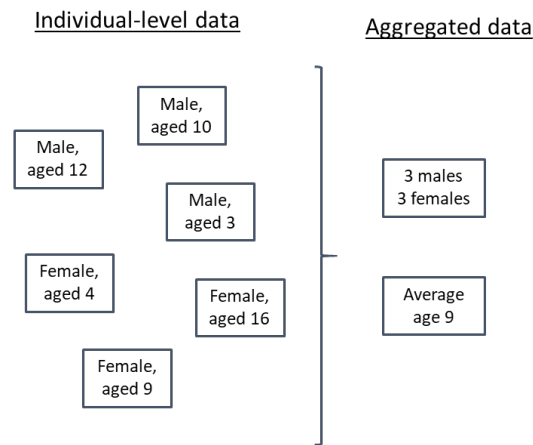 Individual-level data
Aggregated data
Male,
aged 10
Male,
aged 12
Male,
aged 3
Female,
aged 4
Female,
aged 16
Female,
aged 9
3 males
3 females
Average
age 9